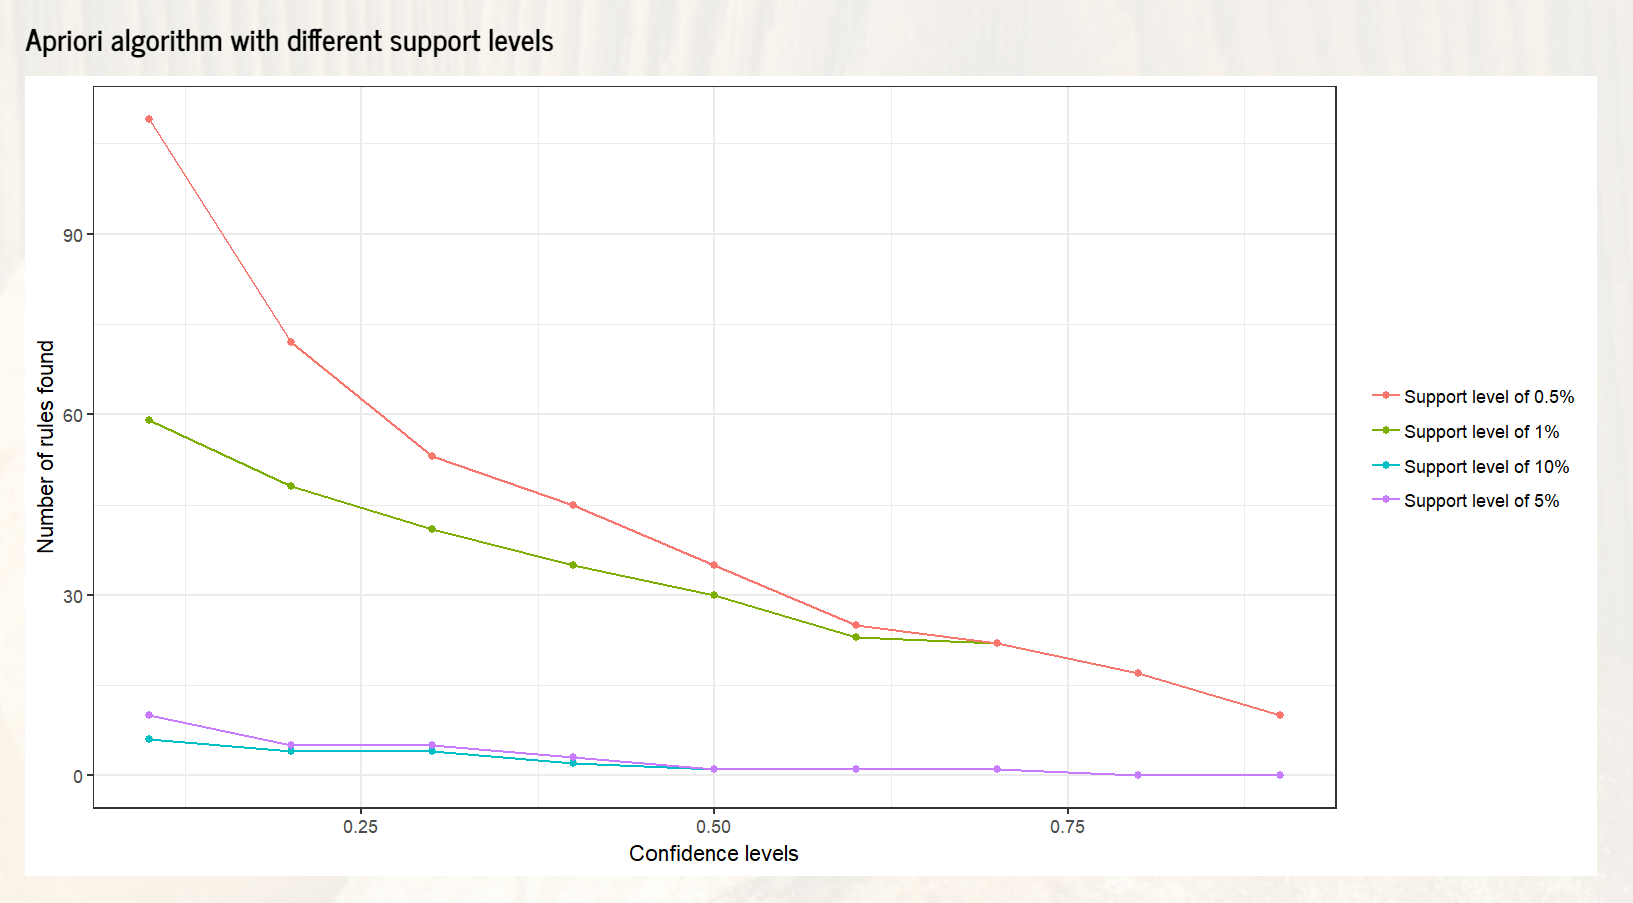 Apriori algorithm with different support levels
Number of rules found
90
60
30
0
0.25 0.50 0.75
Confidence levels
Support level of 0.5%
Support level of 1%
Support level of 10%
Support level of 5%